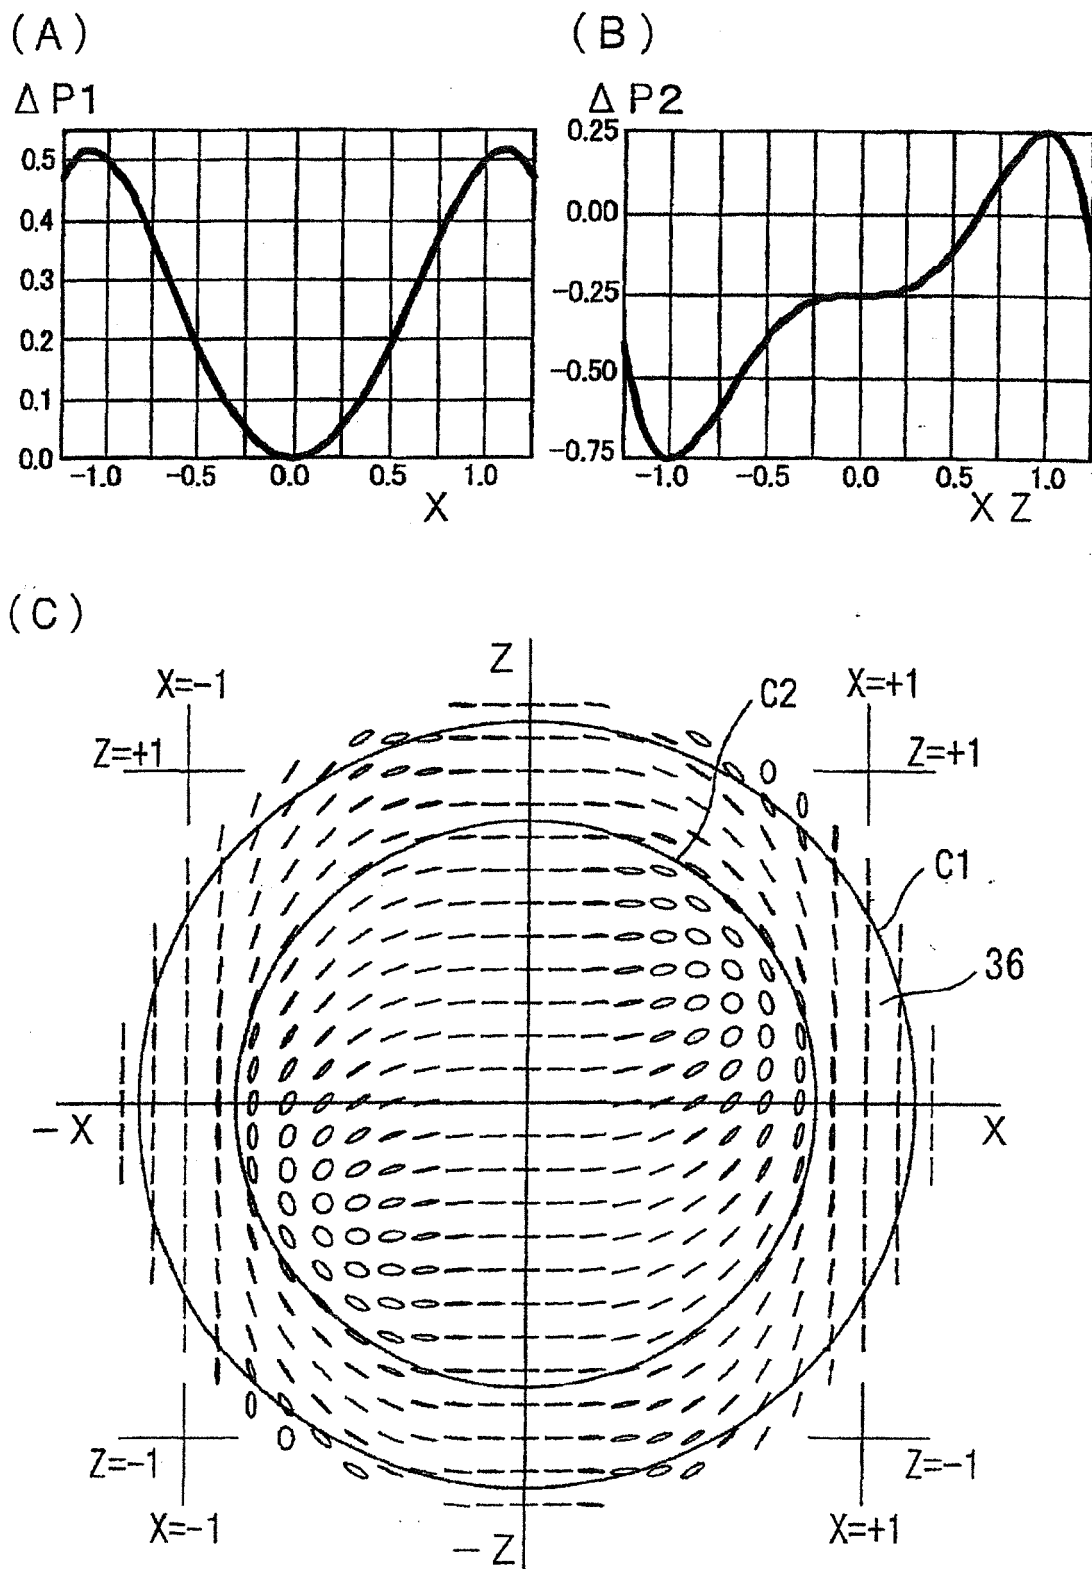 (A)
ΔP1
0.5
0.4
0.3
0.2
0.1
0.0
-1.0 -0.5 0.0 0.5 1.0
X
(B)
ΔP2
0.25
0.00
-0.25
-0.50
-0.75
-1.0 -0.5 0.0 0.5 1.0
X Z
(C)
Z
X=-1
X=+1
C2
Z=+1
Z=+1
C1
36
-X
X
Z=-1
Z=-1
X=-1
X=+1
-Z